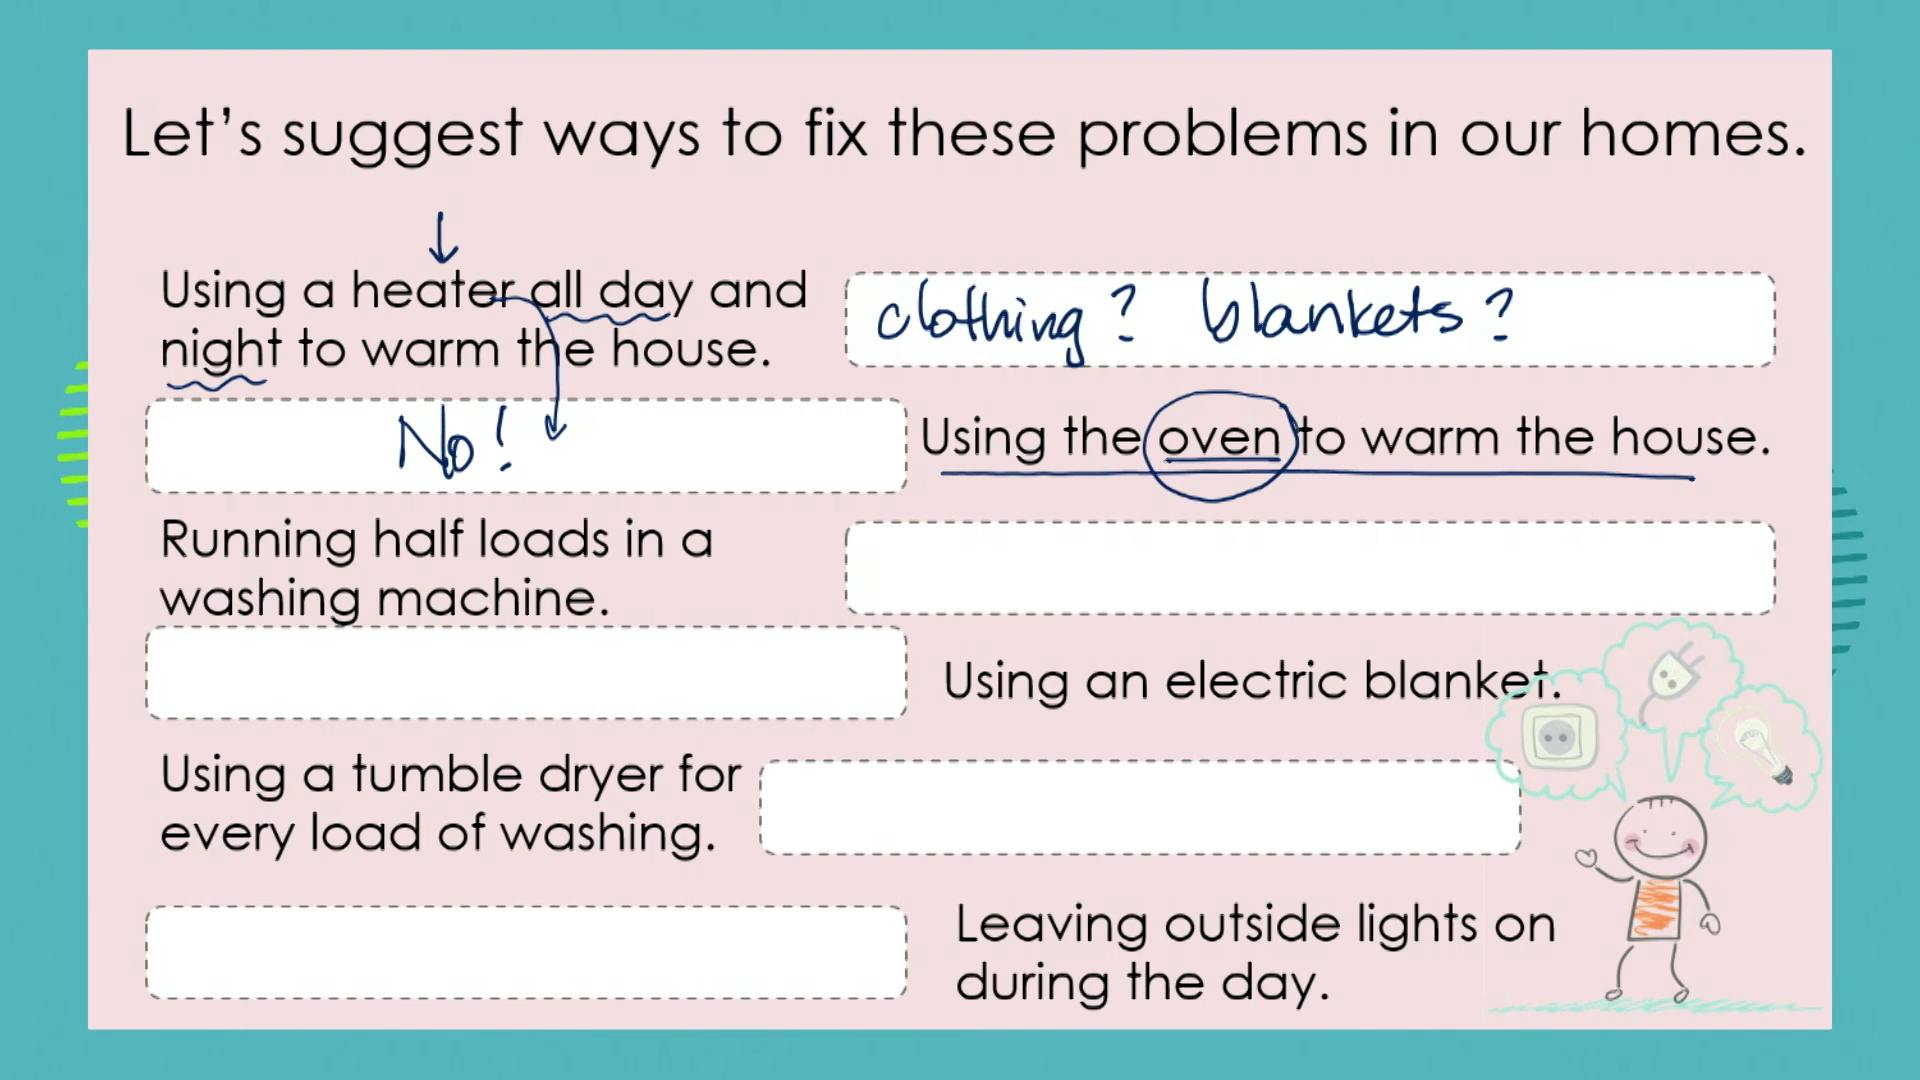 Let’s suggest ways to fix these problems in our homes.
Using a heater all day and
night to warm the house.
clothing? blankets?
No!
Using the oven to warm the house.
Running half loads in a
washing machine.
Using an electric blanket.
Using a tumble dryer for
every load of washing.
Leaving outside lights on
during the day.